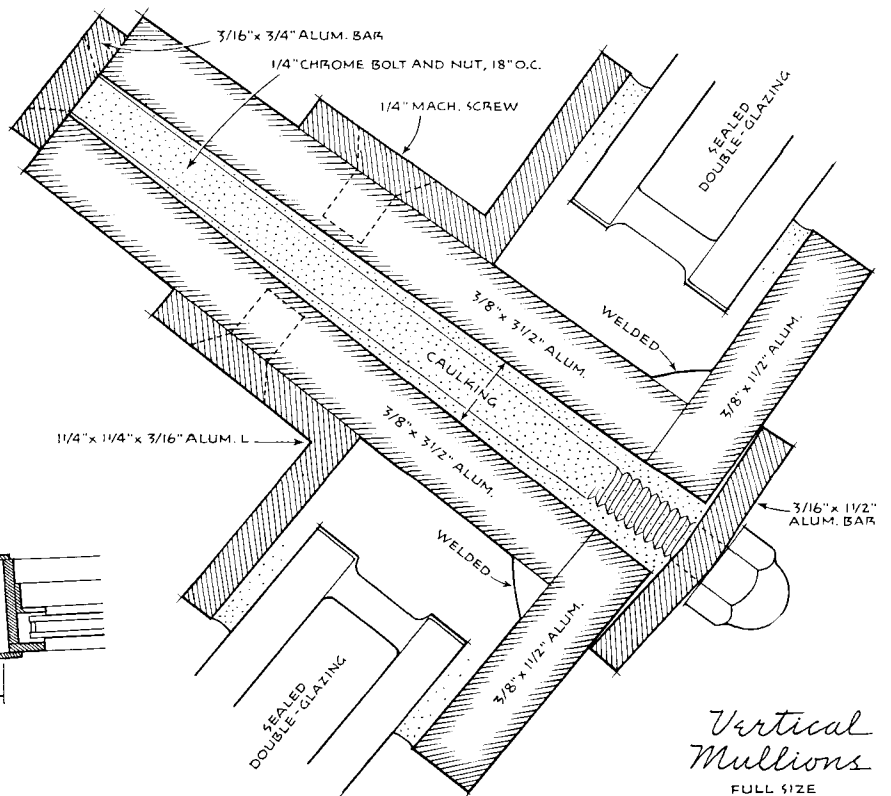 3/16" x 3/4" ALUM. BAR
1/4" CHROME BOLT AND NUT, 18" O.C.
1/4" MACH. SCREW
SEALED
DOUBLE-GLAZING
3/8" x 3 1/2" ALUM.
WELDED
3/8" x 1 1/2" ALUM.
CAULKING
3/8" x 3 1/2" ALUM.
1 1/4" x 1 1/4" x 3/16" ALUM. L
3/16" x 1 1/2"
ALUM. BAR
WELDED
3/8" x 1 1/2" ALUM.
SEALED
DOUBLE-GLAZING
Vertical
Mullions
FULL SIZE